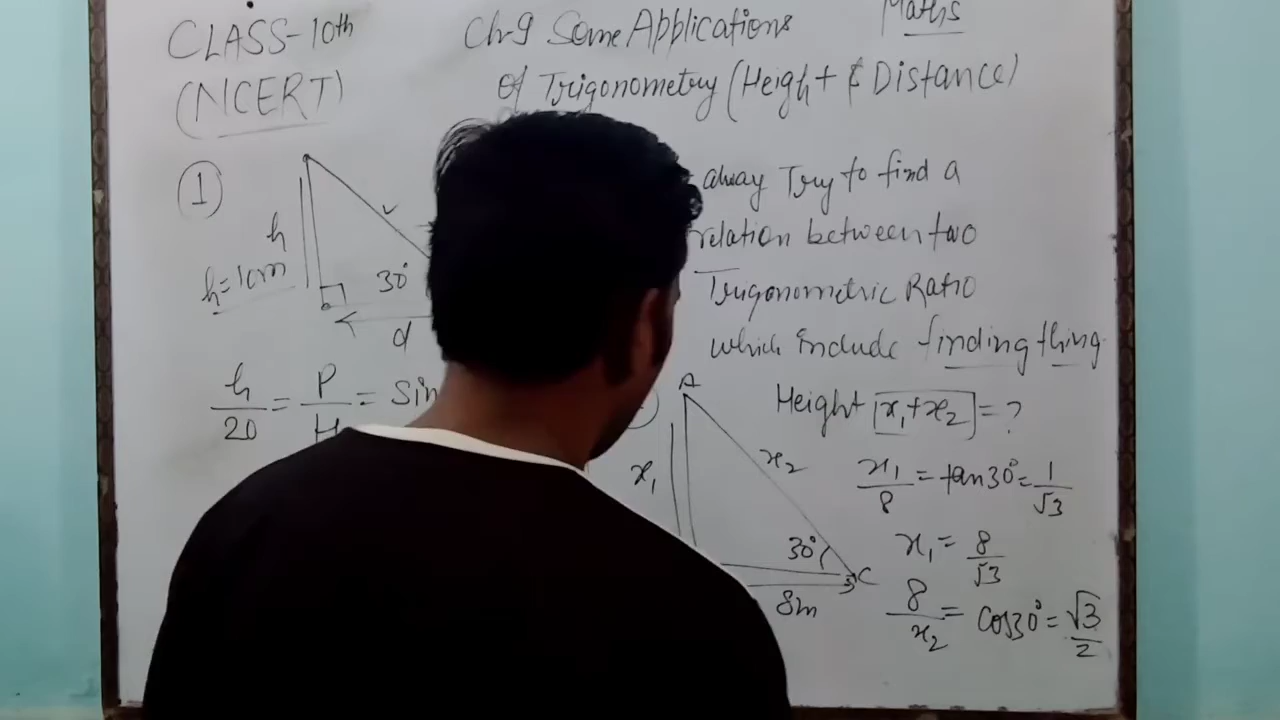 CLASS-10th
(NCERT)
Ch-9 Some Applications
Of Trigonometry (Height & Distance)
Maths
1
h
h=10m
30°
d
h/20 = P/H = Sin
alway Try to find a
relation between two
Trigonometric Ratio
which include finding thing.
Height [x₁+x₂] = ?
A
x₁
x₂
30°
C
8m
x₁/8 = tan30° = 1/√3
x₁ = 8/√3
8/x₂ = Cos30° = √3/2